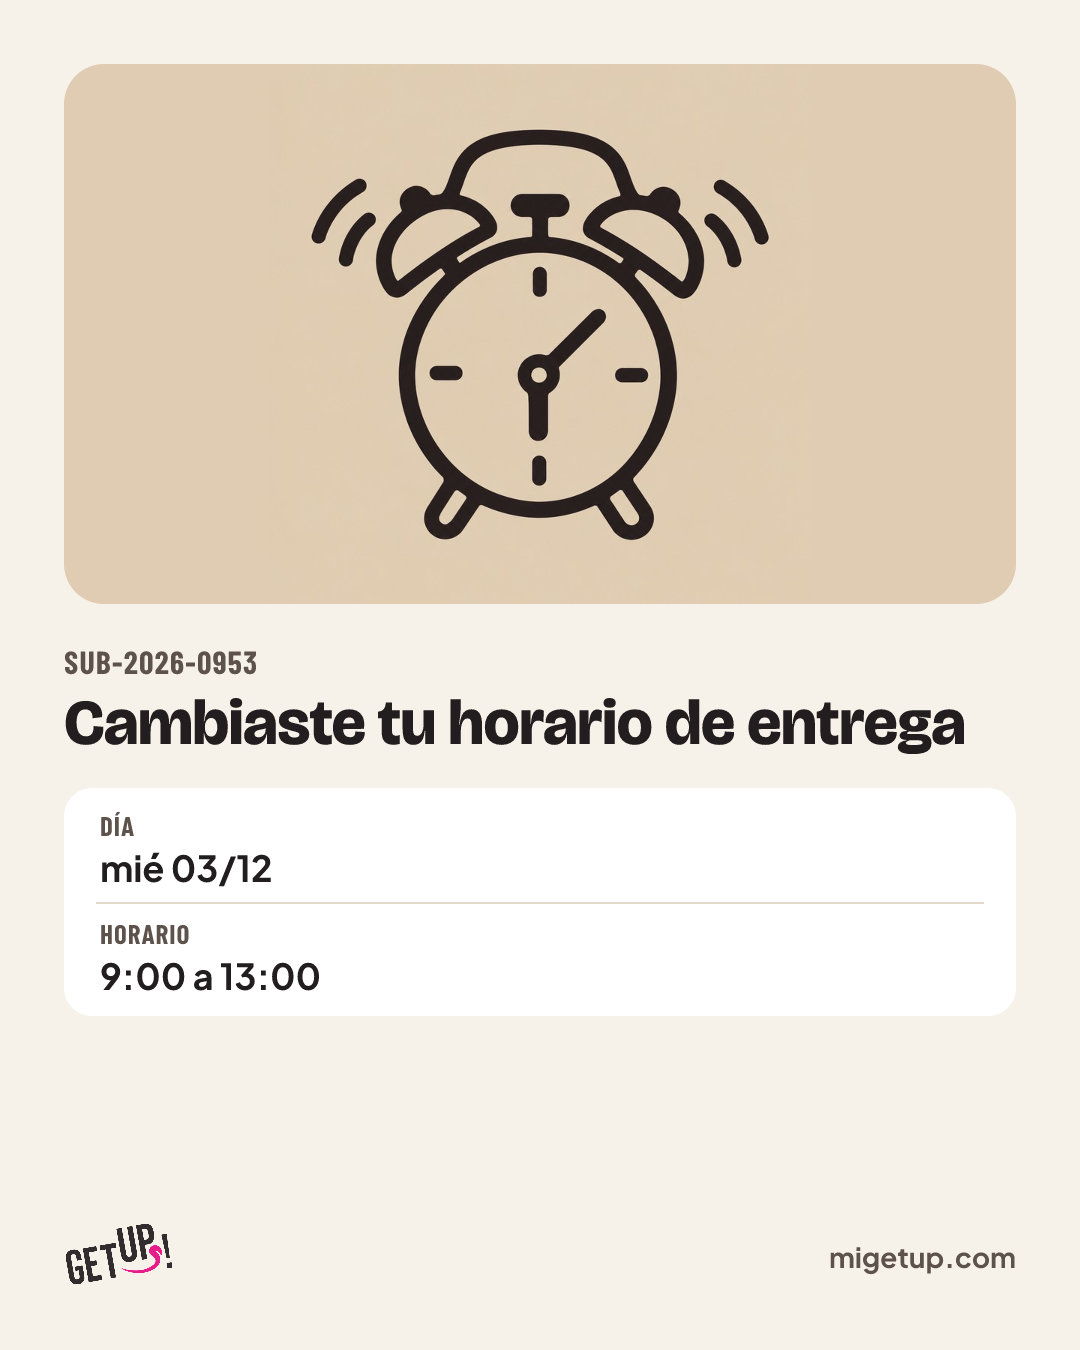 SUB-2026-0953
Cambiaste tu horario de entrega
DÍA
mié 03/12
HORARIO
9:00 a 13:00
GETUP!
migetup.com